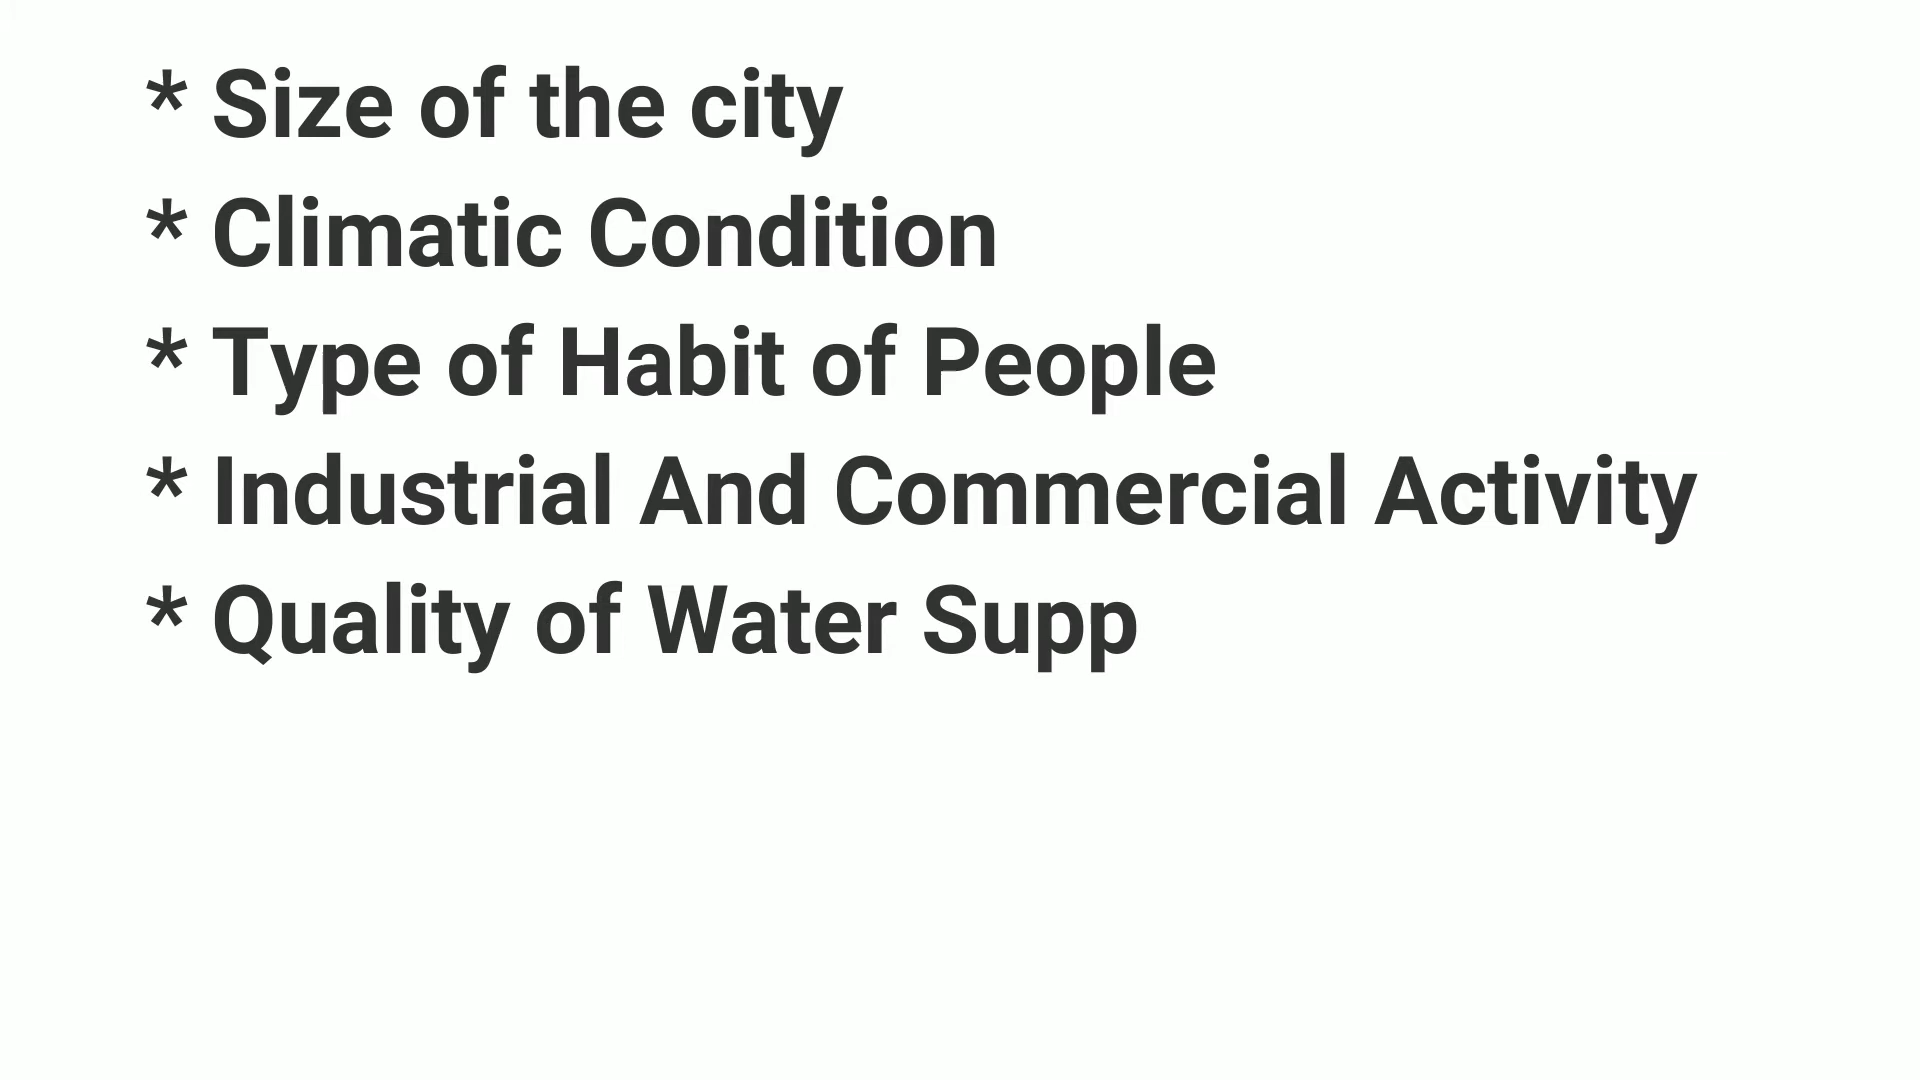 * Size of the city
* Climatic Condition
* Type of Habit of People
* Industrial And Commercial Activity
* Quality of Water Supp